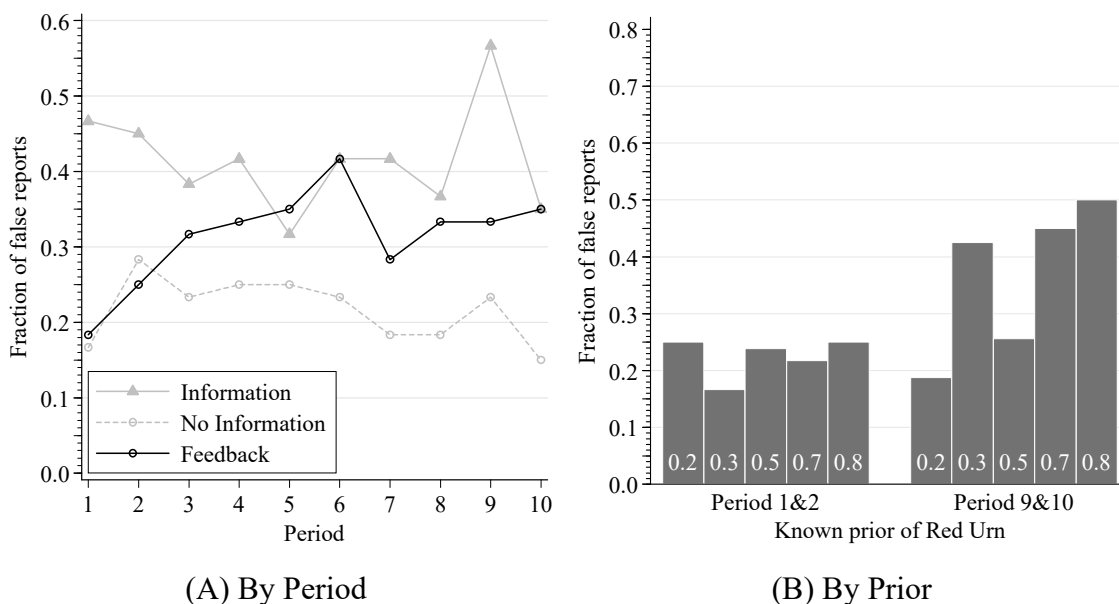 Fraction of false reports
0.6
0.5
0.4
0.3
0.2
0.1
0.0
Information
No Information
Feedback
1 2 3 4 5 6 7 8 9 10
Period
(A) By Period
Fraction of false reports
0.8
0.7
0.6
0.5
0.4
0.3
0.2
0.1
0.0
0.2 0.3 0.5 0.7 0.8 0.2 0.3 0.5 0.7 0.8
Period 1&2 Period 9&10
Known prior of Red Urn
(B) By Prior